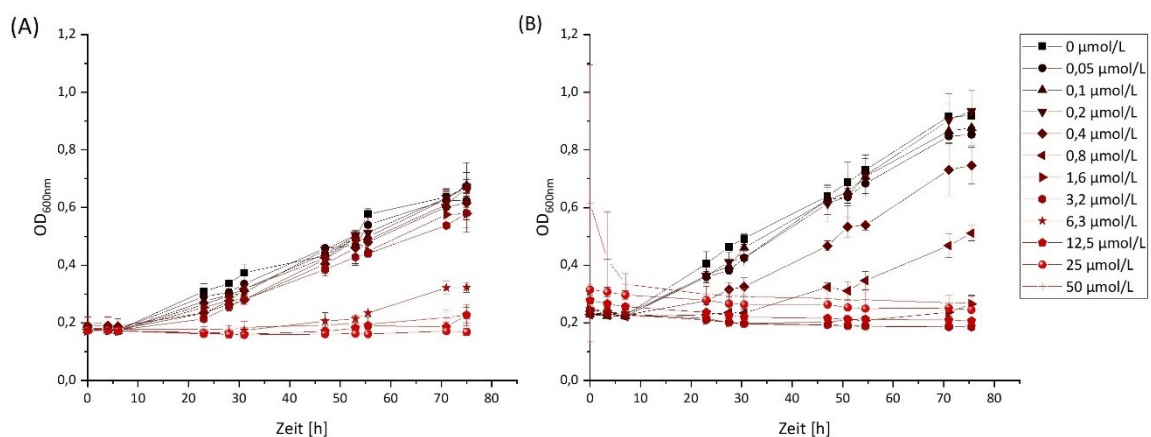 (A)
OD600nm
1,2
1,0
0,8
0,6
0,4
0,2
0,0
0 10 20 30 40 50 60 70 80
Zeit [h]
(B)
OD600nm
1,2
1,0
0,8
0,6
0,4
0,2
0,0
0 10 20 30 40 50 60 70 80
Zeit [h]
0 µmol/L
0,05 µmol/L
0,1 µmol/L
0,2 µmol/L
0,4 µmol/L
0,8 µmol/L
1,6 µmol/L
3,2 µmol/L
6,3 µmol/L
12,5 µmol/L
25 µmol/L
50 µmol/L